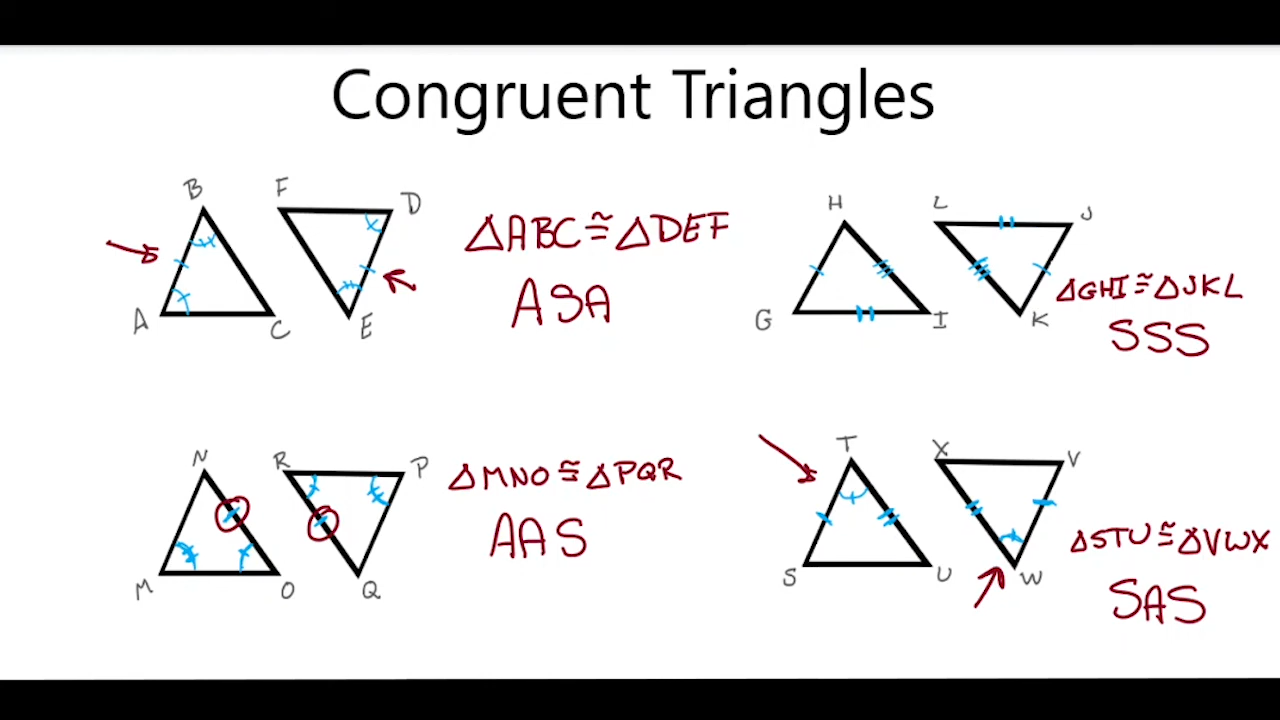 Congruent Triangles
B F D
A C E
△ABC ≅ △DEF
ASA
H L J
G I K
△GHI ≅ △JKL
SSS
N R P
M O Q
△MNO ≅ △PQR
AAS
T X V
S U W
△STU ≅ △VWX
SAS